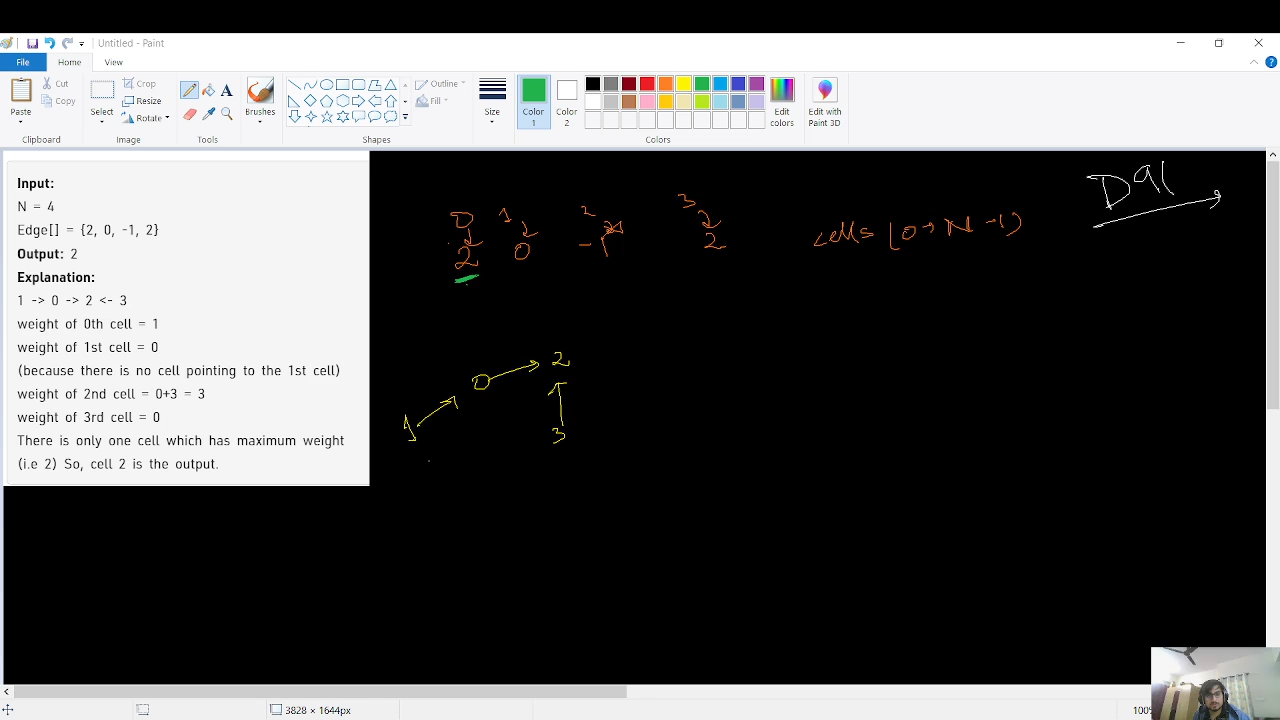 Untitled - Paint
File Home View
Cut
Copy
Paste
Clipboard
Crop
Resize
Rotate
Select
Image
Tools
Brushes
Shapes
Outline
Fill
Size
Color 1
Color 2
Edit colors
Colors
Edit with Paint 3D
Input:
N = 4
Edge[] = {2, 0, -1, 2}
Output: 2
Explanation:
1 -> 0 -> 2 <- 3
weight of 0th cell = 1
weight of 1st cell = 0
(because there is no cell pointing to the 1st cell)
weight of 2nd cell = 0+3 = 3
weight of 3rd cell = 0
There is only one cell which has maximum weight
(i.e 2) So, cell 2 is the output.
D91
0 1 2 3
2 0 -1 2
cells (0→ N-1)
2
0
1
3
3828 × 1644px
100%